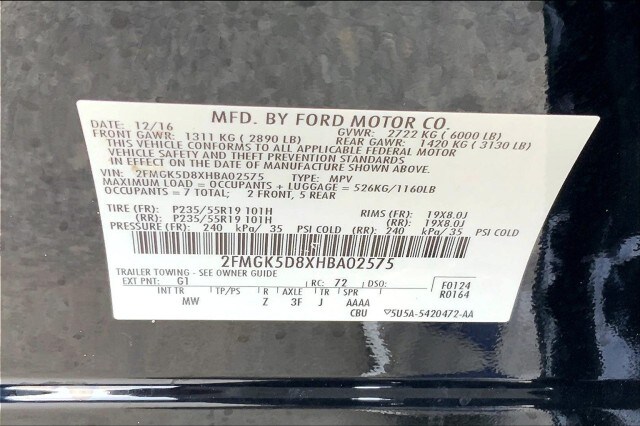 MFD. BY FORD MOTOR CO.
DATE: 12/16 GVWR: 2722 KG ( 6000 LB)
FRONT GAWR: 1311 KG ( 2890 LB) REAR GAWR: 1420 KG ( 3130 LB)
THIS VEHICLE CONFORMS TO ALL APPLICABLE FEDERAL MOTOR
VEHICLE SAFETY AND THEFT PREVENTION STANDARDS
IN EFFECT ON THE DATE OF MANUFACTURE SHOWN ABOVE.
VIN: 2FMGK5D8XHBA02575 TYPE: MPV
MAXIMUM LOAD = OCCUPANTS + LUGGAGE = 526KG/1160LB
OCCUPANTS = 7 TOTAL; 2 FRONT, 5 REAR
TIRE (FR): P235/55R19 101H RIMS (FR): 19X8.0J
(RR): P235/55R19 101H (RR): 19X8.0J
PRESSURE (FR): 240 kPa/ 35 PSI COLD (RR): 240 kPa/ 35 PSI COLD
2FMGK5D8XHBA02575
TRAILER TOWING - SEE OWNER GUIDE
EXT PNT: G1 RC: 72 DSO: F0124
R0164
INT TR TP/PS R AXLE TR SPR
MW Z 3F J AAAA
CBU 5U5A-5420472-AA